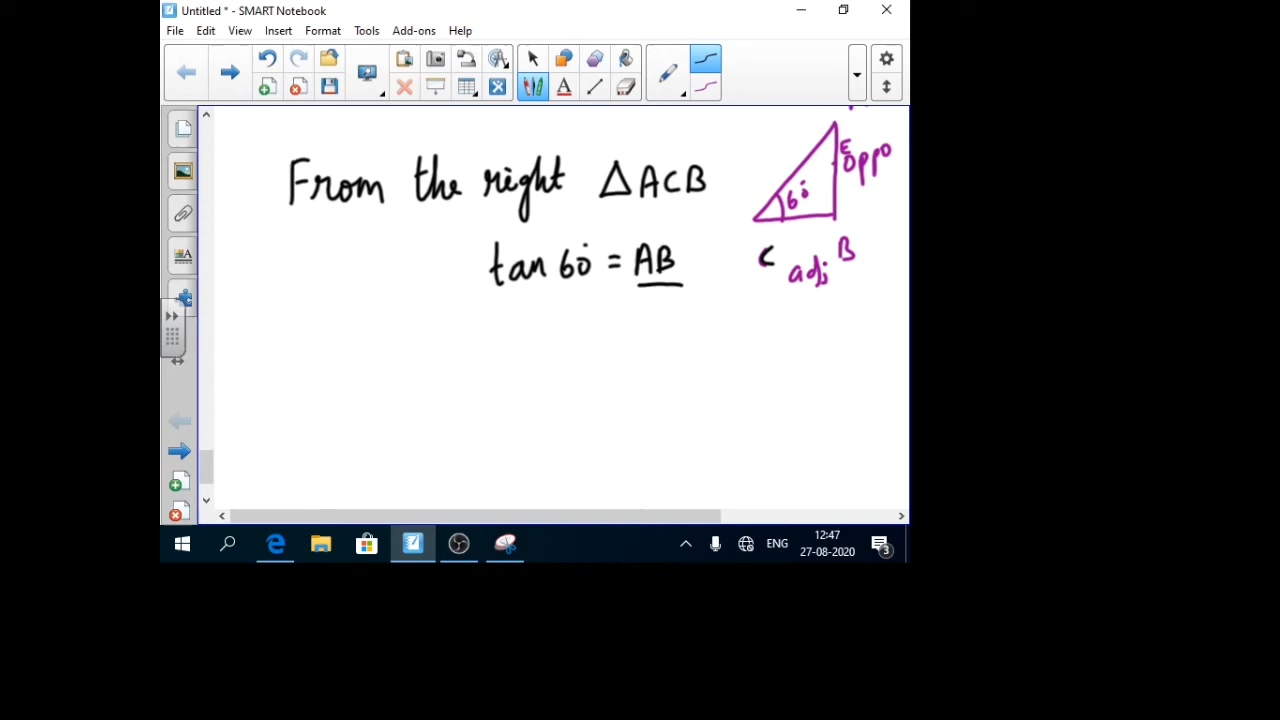 Untitled * - SMART Notebook
File Edit View Insert Format Tools Add-ons Help
From the right △ACB
E
oppo
60°
tan 60° = AB
C adj B
ENG
12:47
27-08-2020
3